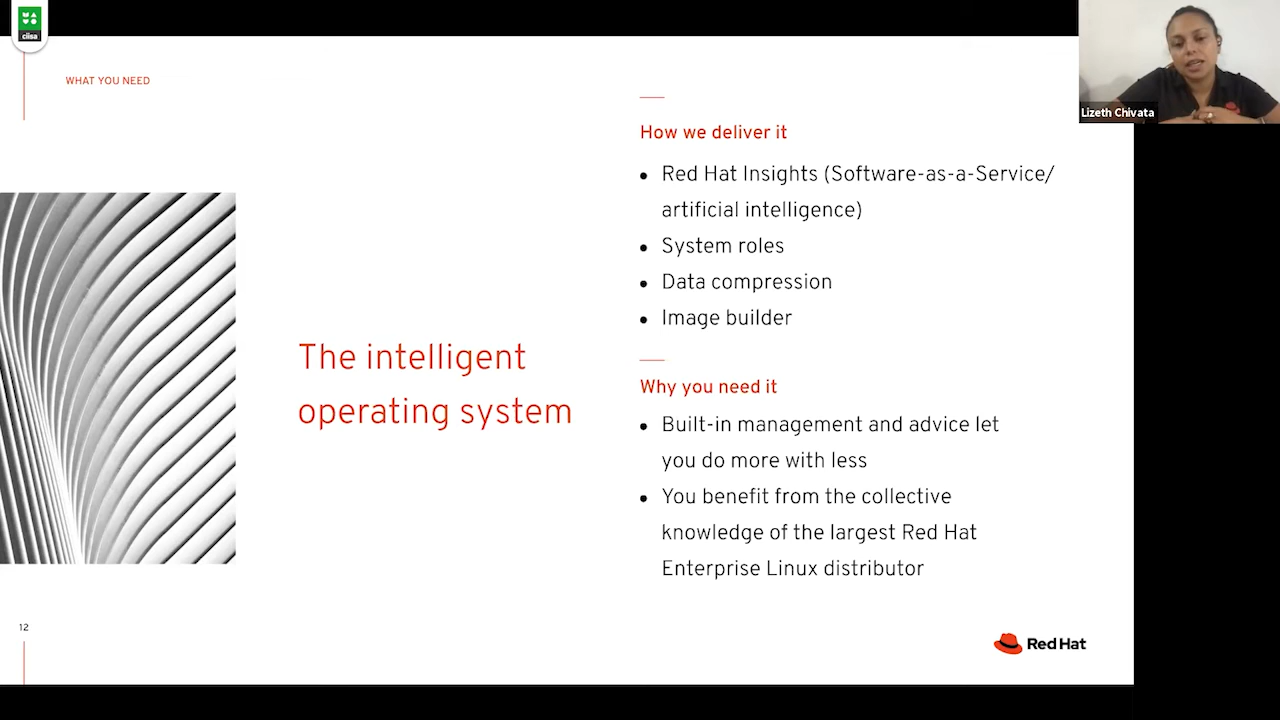 clisa
WHAT YOU NEED
Lizeth Chivata
The intelligent
operating system
How we deliver it
• Red Hat Insights (Software-as-a-Service/
artificial intelligence)
• System roles
• Data compression
• Image builder
Why you need it
• Built-in management and advice let
you do more with less
• You benefit from the collective
knowledge of the largest Red Hat
Enterprise Linux distributor
12
Red Hat